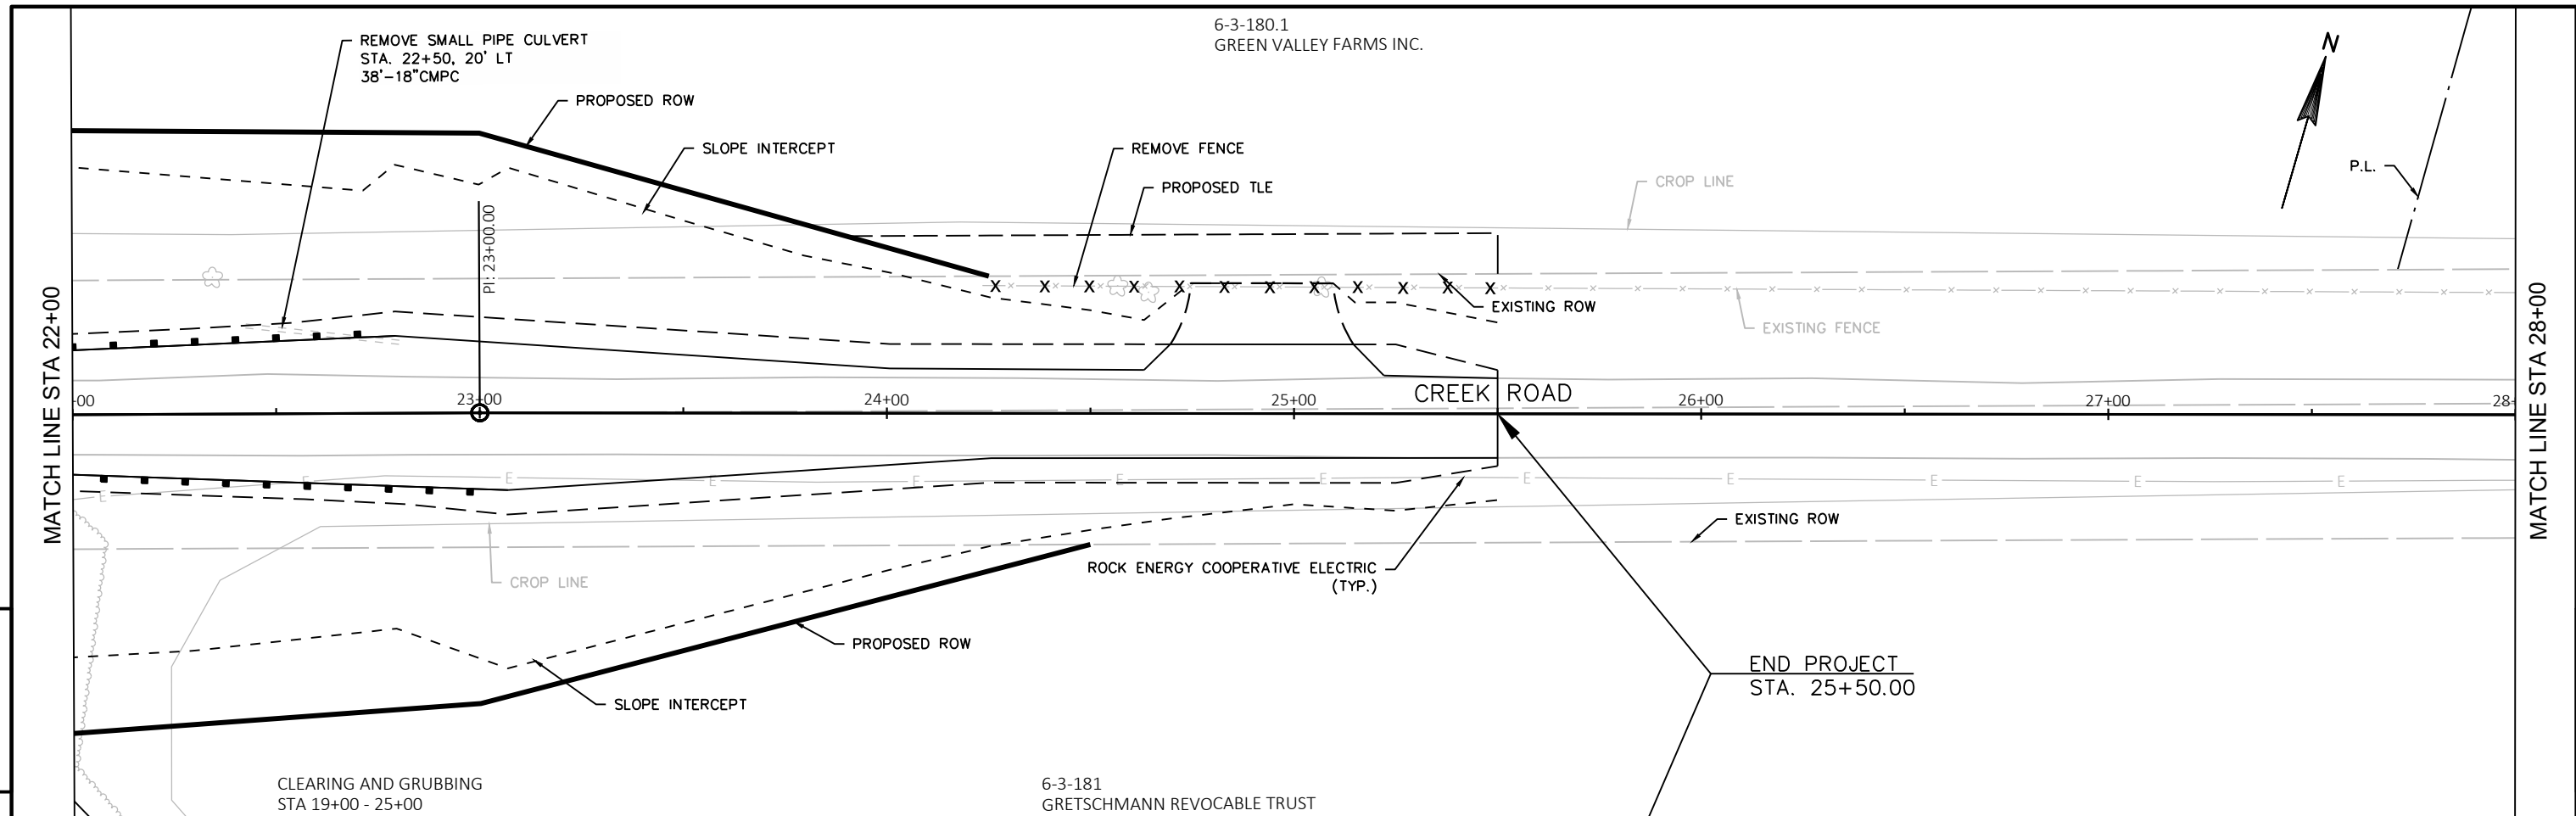 6-3-180.1
GREEN VALLEY FARMS INC.
N
REMOVE SMALL PIPE CULVERT
STA. 22+50, 20' LT
38'-18"CMPC
PROPOSED ROW
SLOPE INTERCEPT
REMOVE FENCE
PROPOSED TLE
CROP LINE
P.L.
PI: 23+00.00
EXISTING ROW
EXISTING FENCE
MATCH LINE STA 22+00
MATCH LINE STA 28+00
CREEK ROAD
+00
23+00
24+00
25+00
26+00
27+00
28+
E E E E E E E E E E E E
EXISTING ROW
CROP LINE
ROCK ENERGY COOPERATIVE ELECTRIC
(TYP.)
PROPOSED ROW
SLOPE INTERCEPT
END PROJECT
STA. 25+50.00
CLEARING AND GRUBBING
STA 19+00 - 25+00
6-3-181
GRETSCHMANN REVOCABLE TRUST